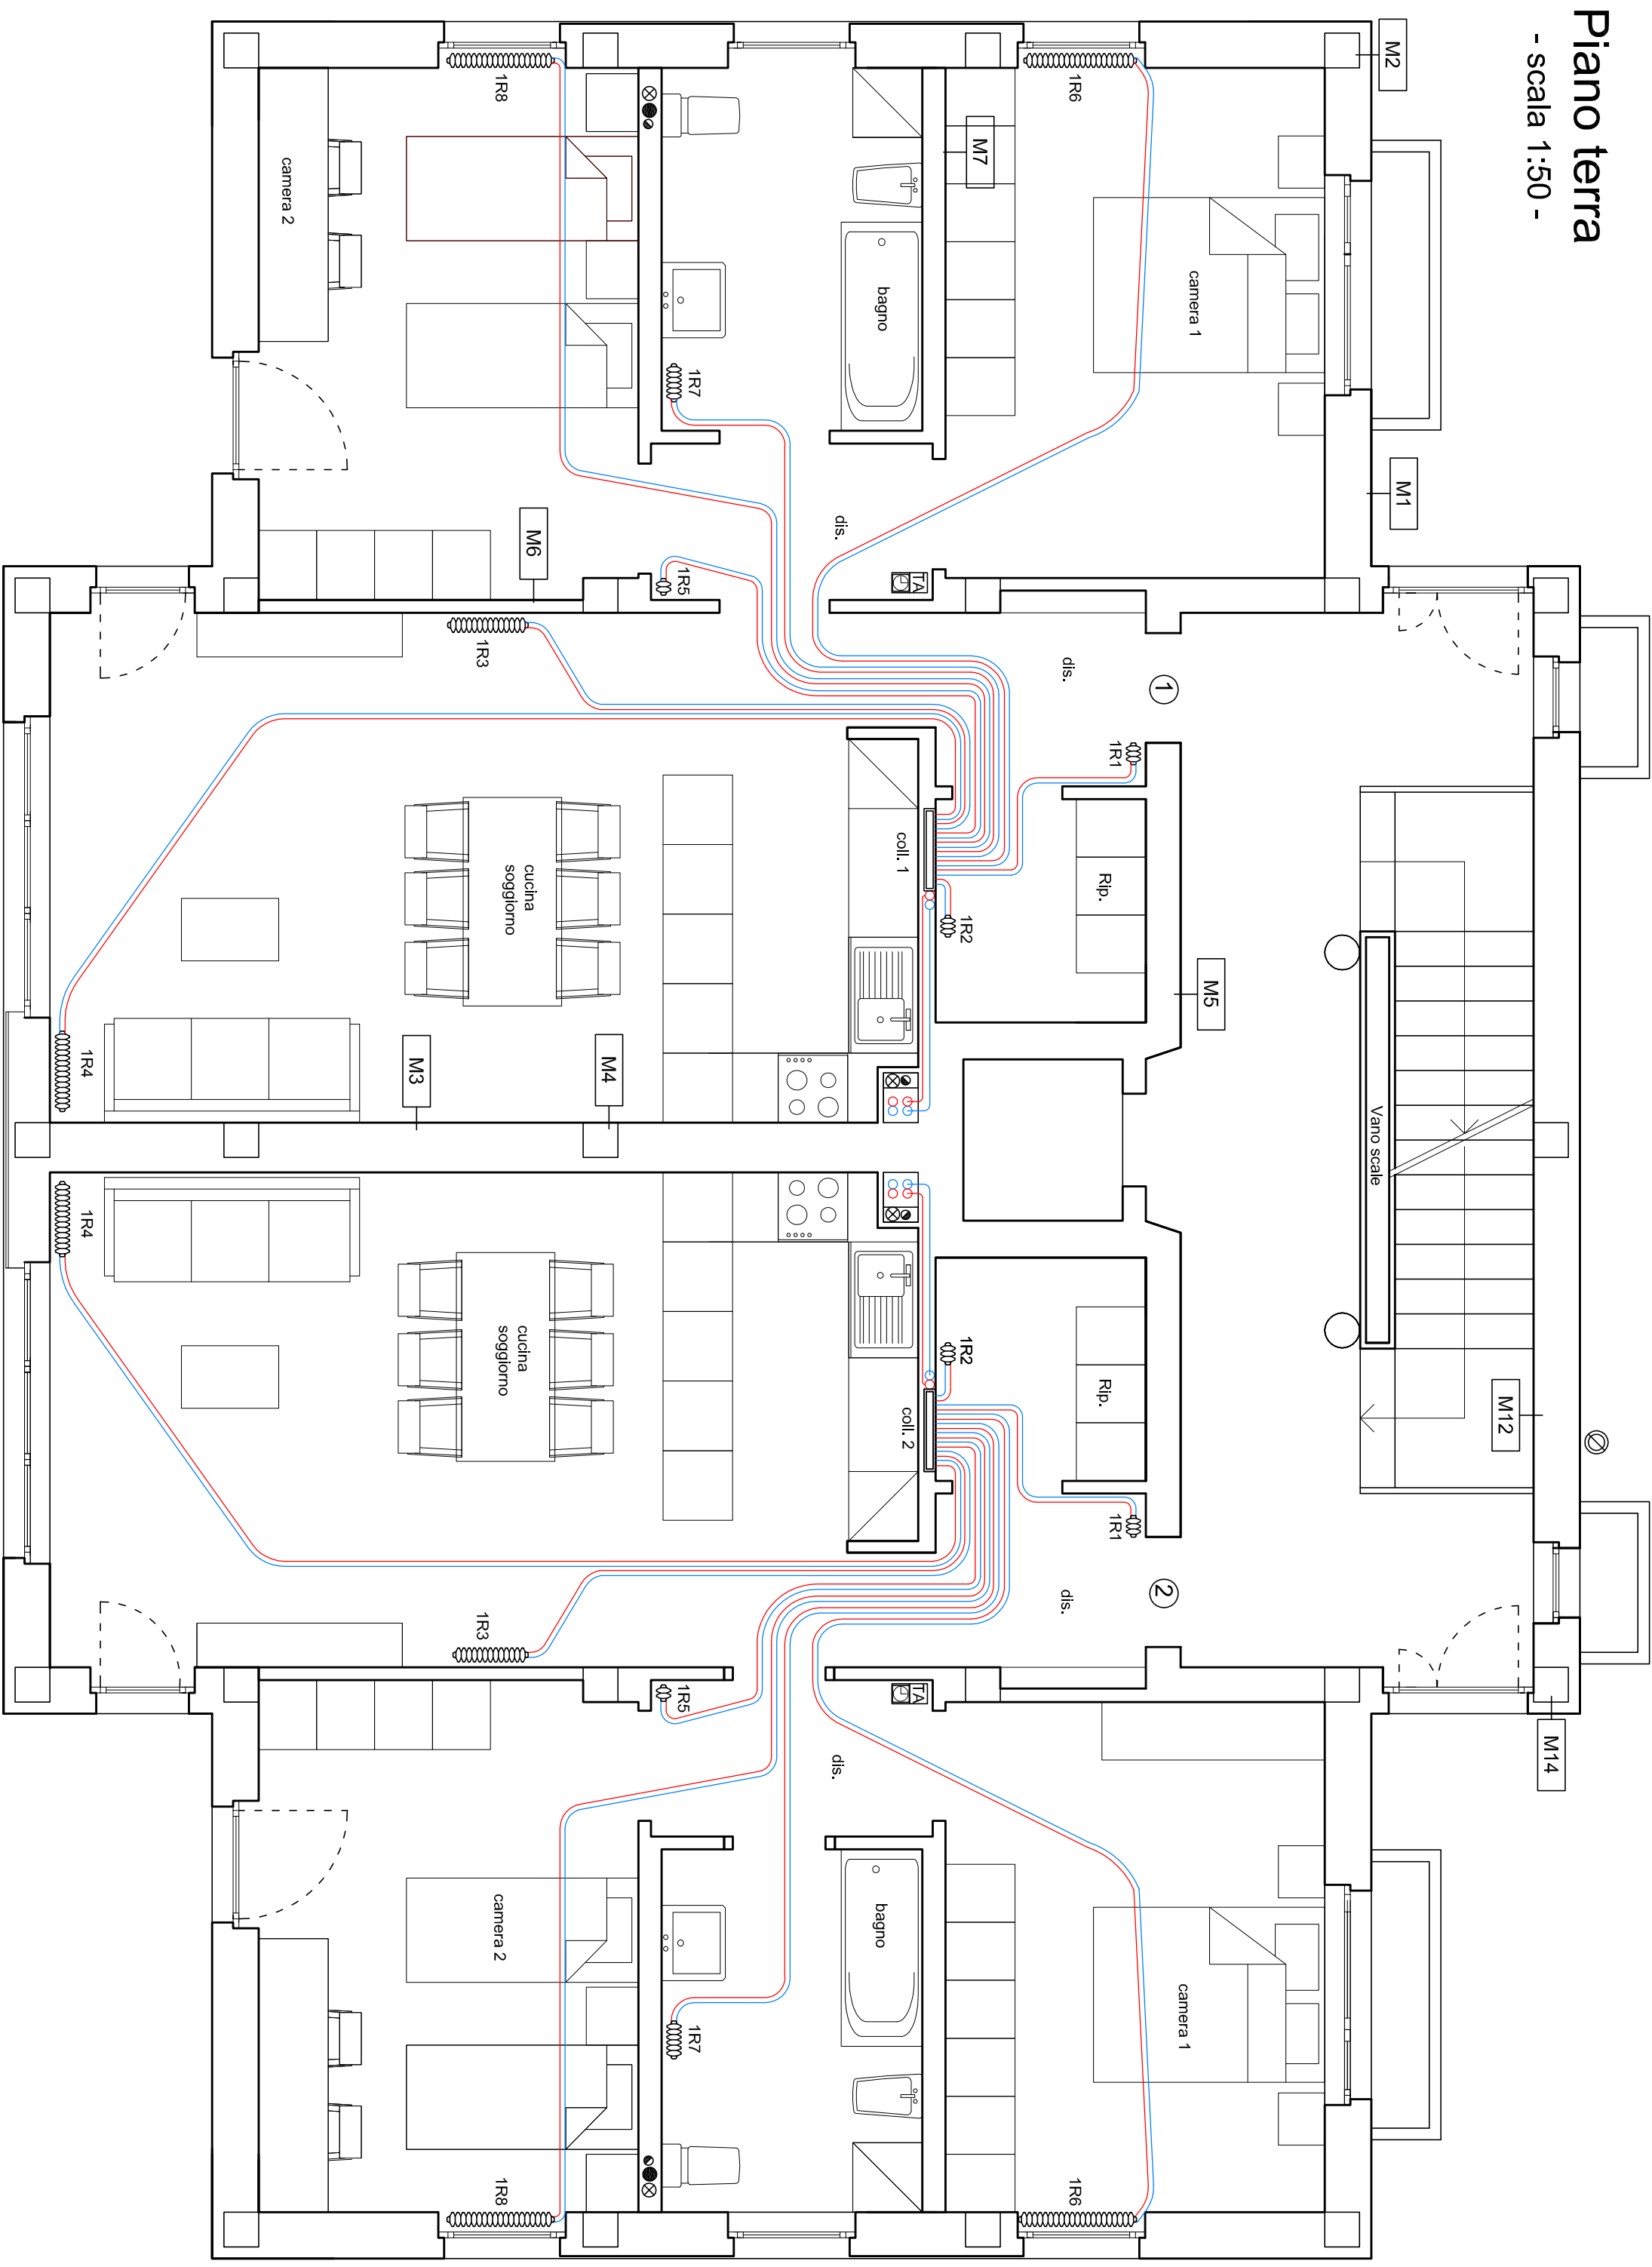 Piano terra
- scala 1:50 -
M2
M1
M7
M6
M5
M4
M3
M12
M14
1R8
1R6
camera 2
camera 1
bagno
1R7
dis.
1R5
TA
1R3
dis.
1
1R1
coll. 1
Rip.
1R2
cucina
soggiorno
1R4
Vano scale
1R4
cucina
soggiorno
1R2
Rip.
coll. 2
1R1
2
dis.
1R3
1R5
TA
dis.
camera 2
bagno
camera 1
1R7
1R8
1R6